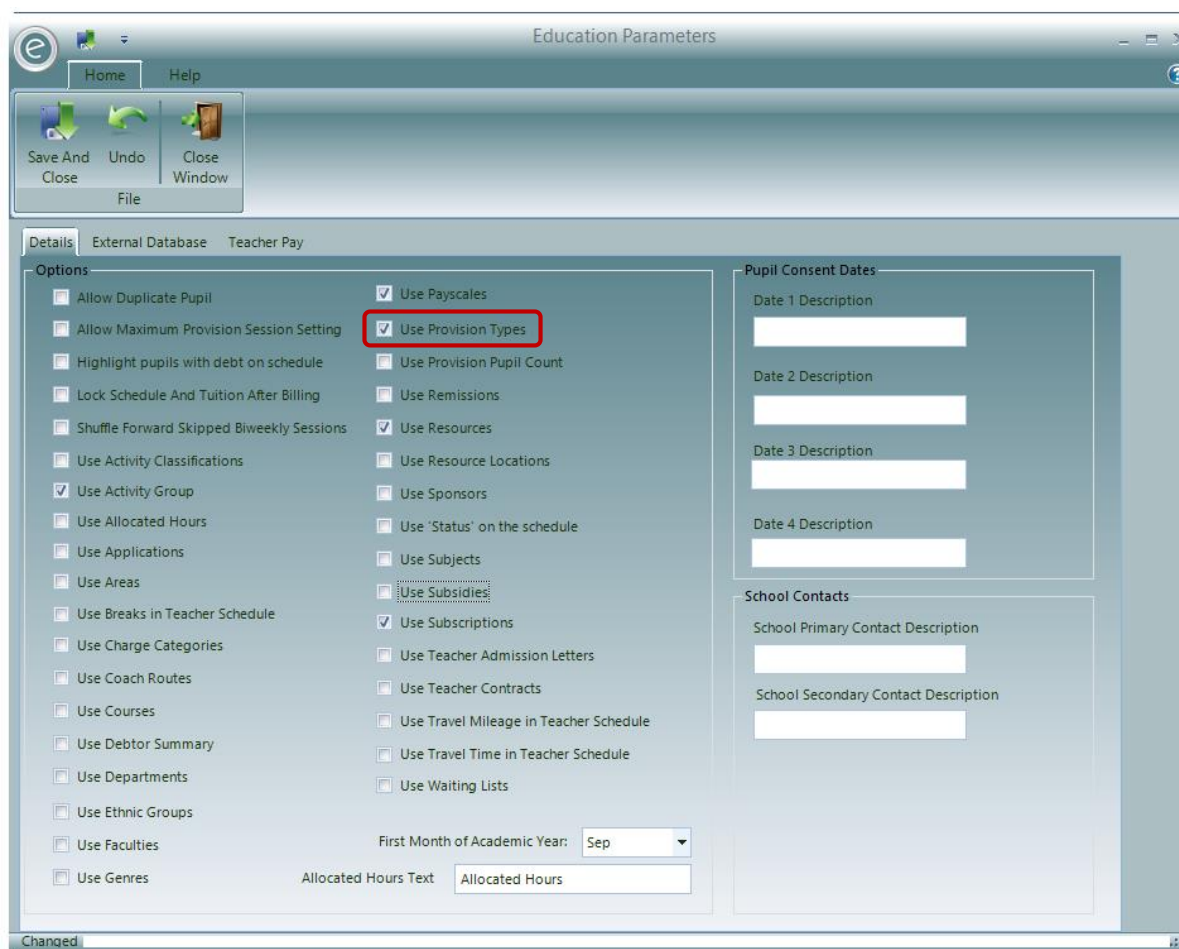 Education Parameters
Home Help
Save And Close
Undo
Close Window
File
Details External Database Teacher Pay
Options
Allow Duplicate Pupil
Allow Maximum Provision Session Setting
Highlight pupils with debt on schedule
Lock Schedule And Tuition After Billing
Shuffle Forward Skipped Biweekly Sessions
Use Activity Classifications
Use Activity Group
Use Allocated Hours
Use Applications
Use Areas
Use Breaks in Teacher Schedule
Use Charge Categories
Use Coach Routes
Use Courses
Use Debtor Summary
Use Departments
Use Ethnic Groups
Use Faculties
Use Genres
Use Payscales
Use Provision Types
Use Provision Pupil Count
Use Remissions
Use Resources
Use Resource Locations
Use Sponsors
Use 'Status' on the schedule
Use Subjects
Use Subsidies
Use Subscriptions
Use Teacher Admission Letters
Use Teacher Contracts
Use Travel Mileage in Teacher Schedule
Use Travel Time in Teacher Schedule
Use Waiting Lists
First Month of Academic Year: Sep
Allocated Hours Text Allocated Hours
Pupil Consent Dates
Date 1 Description
Date 2 Description
Date 3 Description
Date 4 Description
School Contacts
School Primary Contact Description
School Secondary Contact Description
Changed